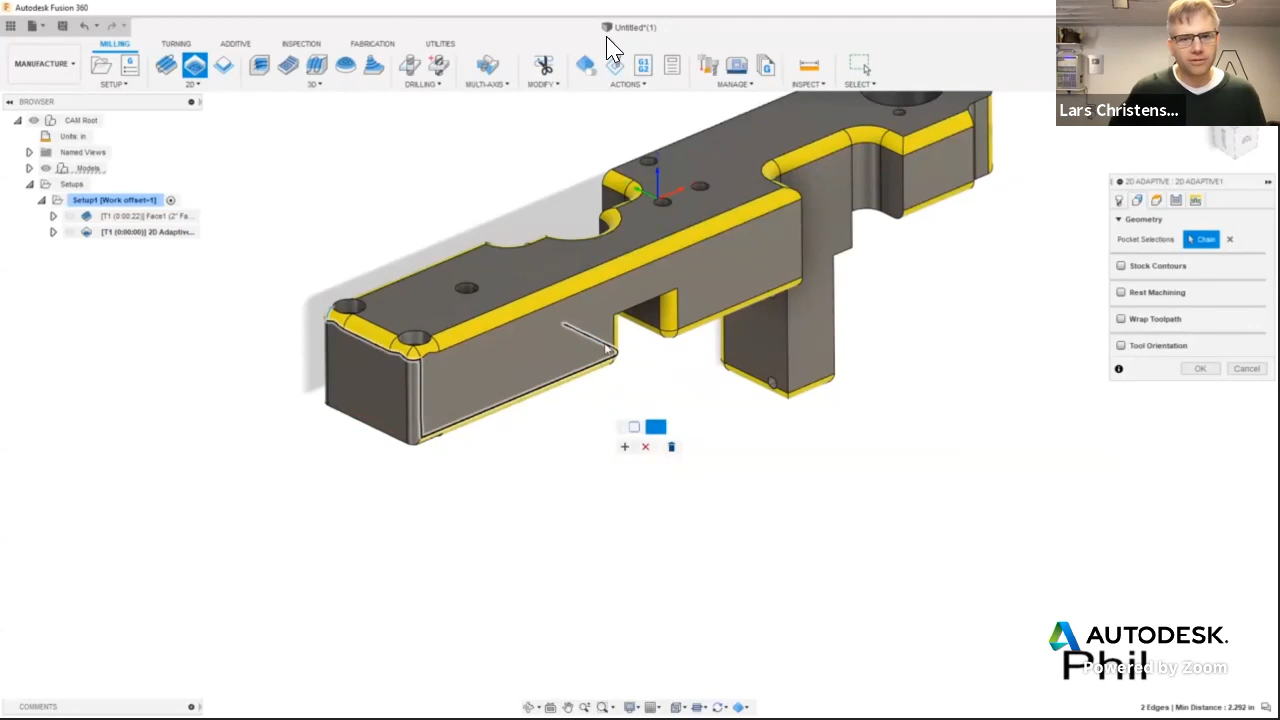 Autodesk Fusion 360
Untitled*(1)
MILLING TURNING ADDITIVE INSPECTION FABRICATION UTILITIES
MANUFACTURE
G
G1
G2
SETUP 2D 3D DRILLING MULTI-AXIS MODIFY ACTIONS MANAGE INSPECT SELECT
Lars Christens...
BROWSER
CAM Root
Units: in
Named Views
Models
Setups
Setup1 [Work offset=1]
[T1 (0:00:22)] Face1 (2" Fa...
[T1 (0:00:00)] 2D Adaptiv...
2D ADAPTIVE : 2D ADAPTIVE1
Geometry
Pocket Selections Chain
Stock Contours
Rest Machining
Wrap Toolpath
Tool Orientation
OK Cancel
AUTODESK.
Phil
Powered by Zoom
COMMENTS
2 Edges | Min Distance : 2.292 in